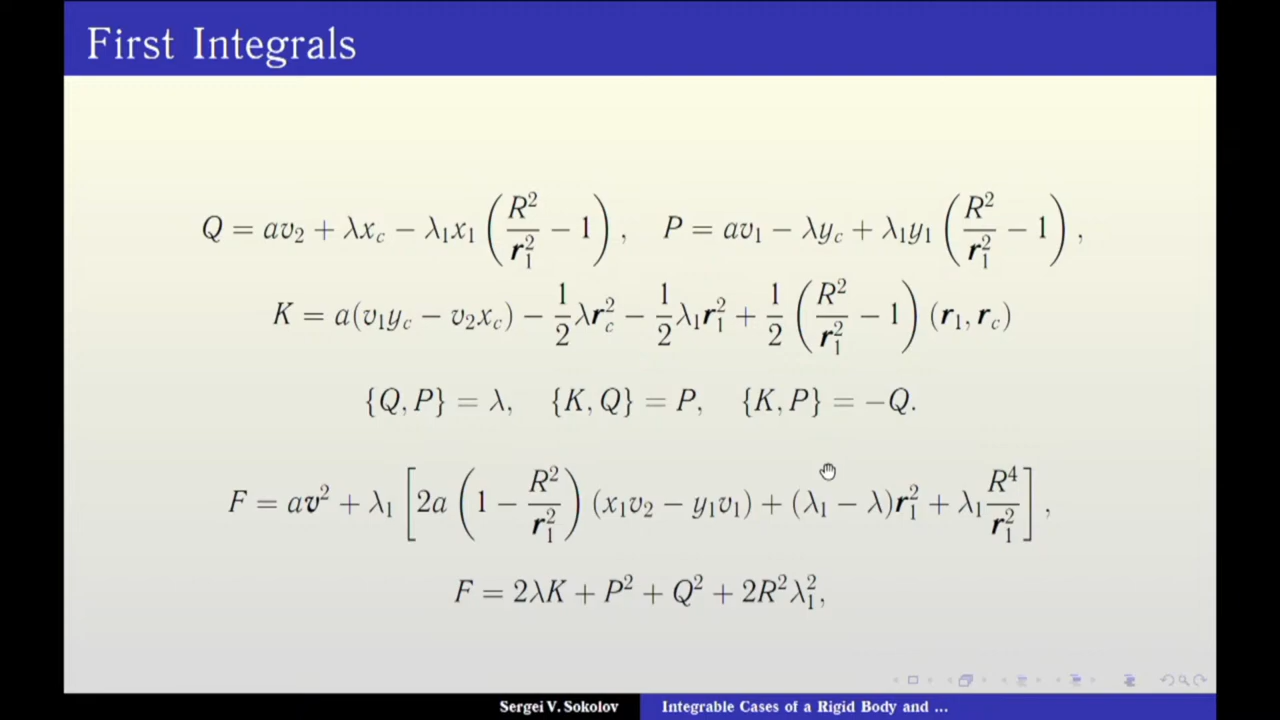 First Integrals
Q = av₂ + λx_c − λ₁x₁ (R²/𝒓₁² − 1), P = av₁ − λy_c + λ₁y₁ (R²/𝒓₁² − 1),
K = a(v₁y_c − v₂x_c) − 1/2 λ𝒓_c² − 1/2 λ₁𝒓₁² + 1/2 (R²/𝒓₁² − 1) (𝒓₁, 𝒓_c)
{Q, P} = λ, {K, Q} = P, {K, P} = −Q.
F = a𝒗² + λ₁ [2a (1 − R²/𝒓₁²) (x₁v₂ − y₁v₁) + (λ₁ − λ)𝒓₁² + λ₁ R⁴/𝒓₁²],
F = 2λK + P² + Q² + 2R²λ₁²,
Sergei V. Sokolov Integrable Cases of a Rigid Body and ...